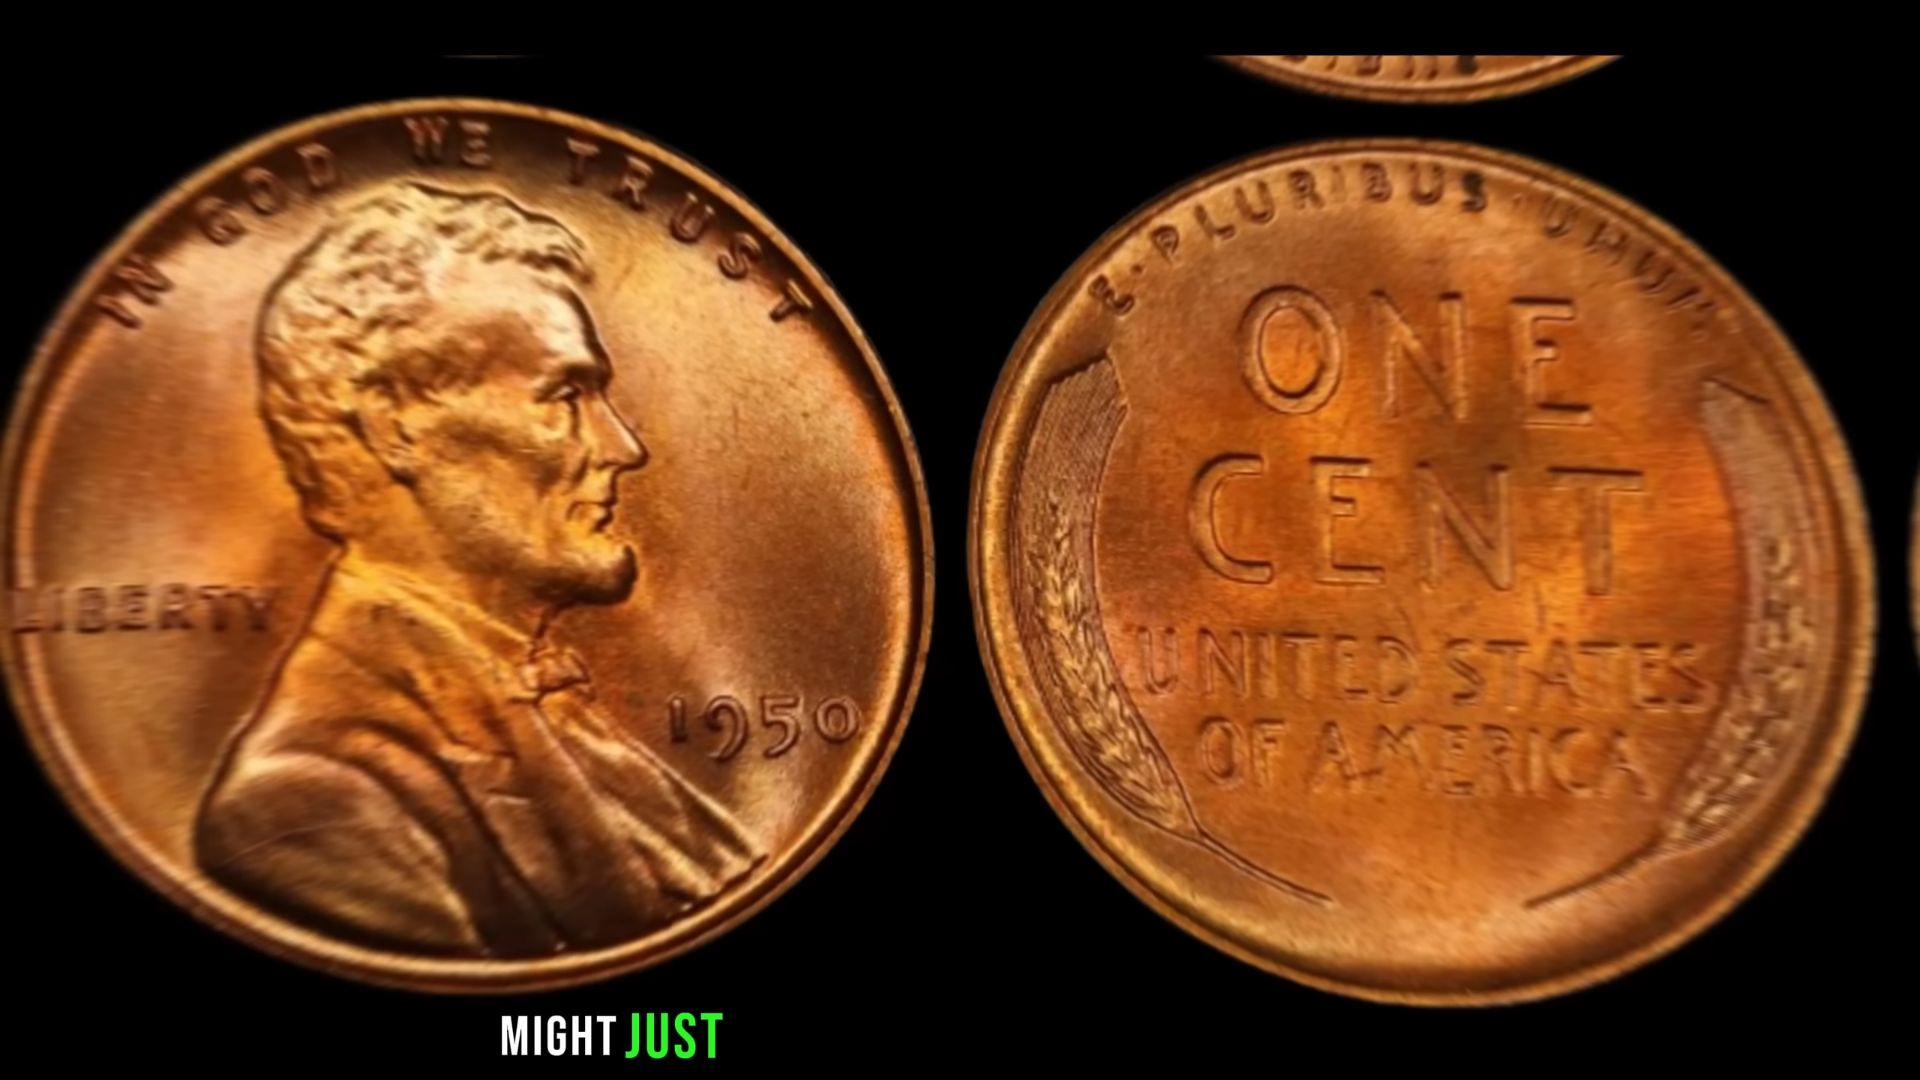 IN GOD WE TRUST
LIBERTY
1950
E·PLURIBUS·UNUM
ONE
CENT
UNITED STATES
OF AMERICA
MIGHT JUST